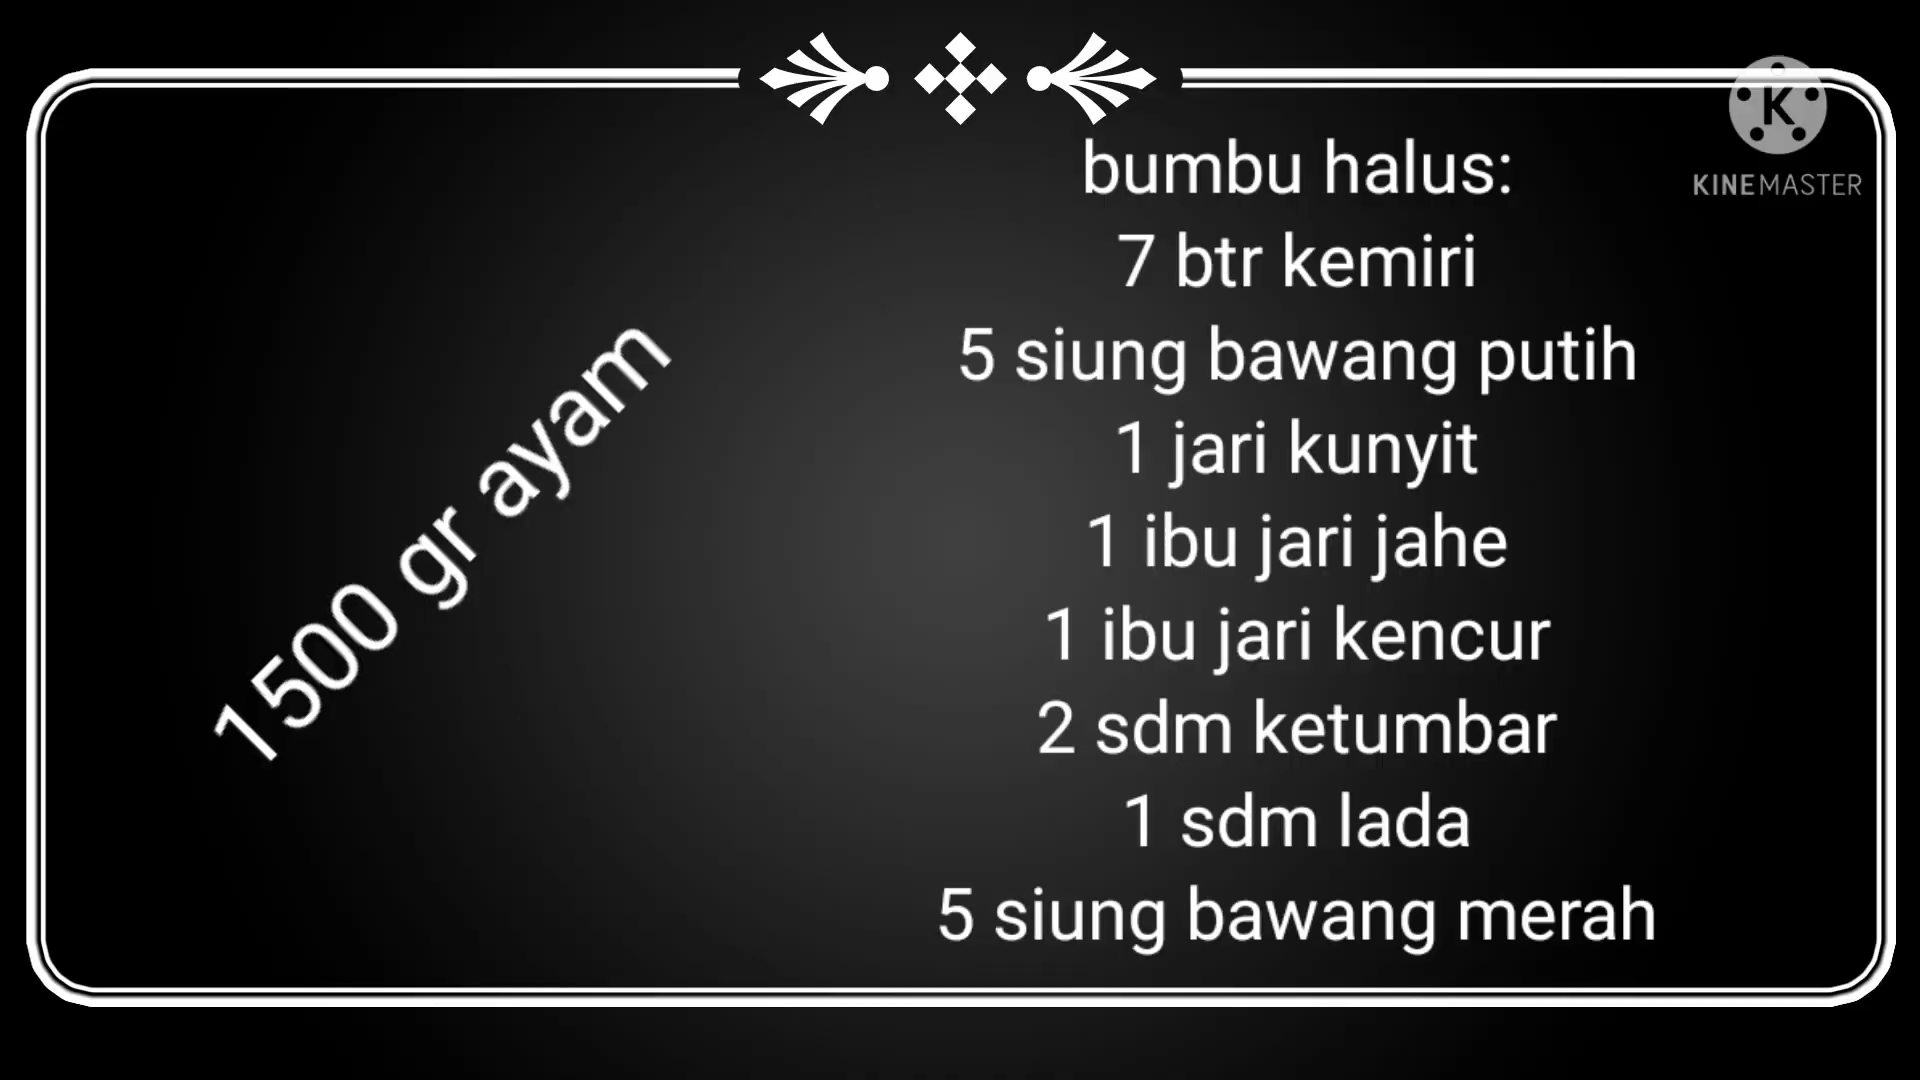 1500 gr ayam
bumbu halus:
7 btr kemiri
5 siung bawang putih
1 jari kunyit
1 ibu jari jahe
1 ibu jari kencur
2 sdm ketumbar
1 sdm lada
5 siung bawang merah
K
KINEMASTER